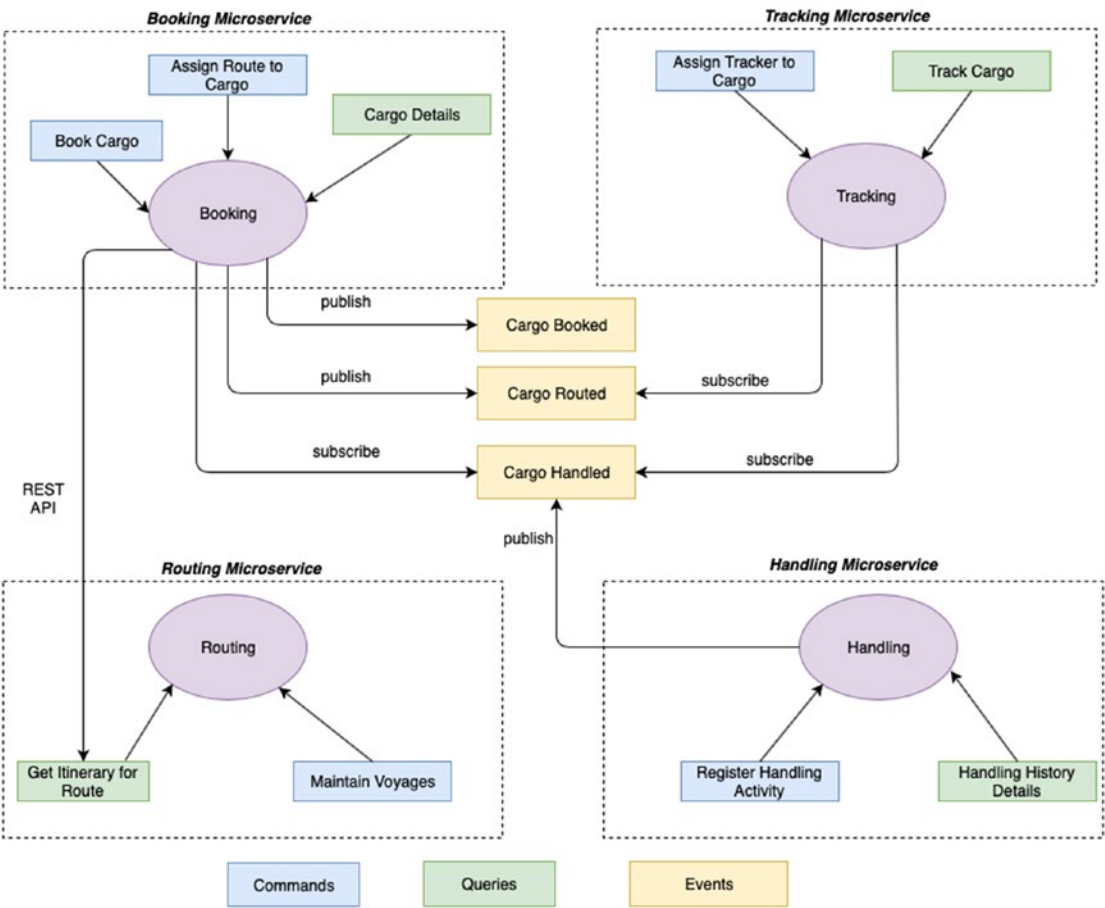 Booking Microservice
Tracking Microservice
Assign Route to
Cargo
Cargo Details
Book Cargo
Booking
Assign Tracker to
Cargo
Track Cargo
Tracking
publish
Cargo Booked
publish
Cargo Routed
subscribe
subscribe
Cargo Handled
subscribe
REST
API
publish
Routing Microservice
Handling Microservice
Routing
Handling
Get Itinerary for
Route
Maintain Voyages
Register Handling
Activity
Handling History
Details
Commands
Queries
Events